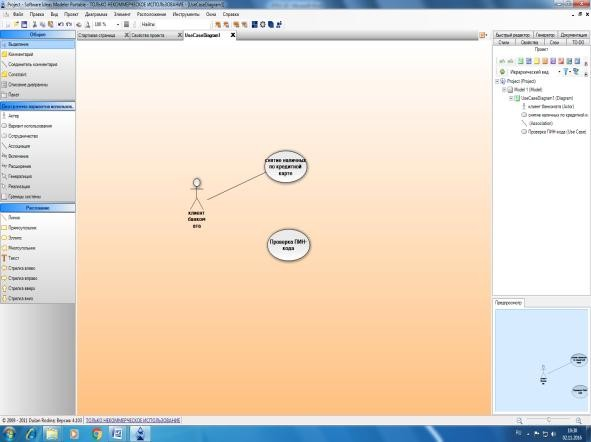 Project - Software Ideas Modeler Portable - ТОЛЬКО НЕКОММЕРЧЕСКОЕ ИСПОЛЬЗОВАНИЕ - [UseCaseDiagram1]
Файл Правка Вид Проект Диаграмма Элемент Расположение Инструменты Окна Справка
100 % Найти
Общие
Выделение
Комментарий
Соединитель комментария
Constraint
Описание диаграммы
Пакет
Диаграмма вариантов использов.
Актер
Вариант использования
Сотрудничество
Ассоциация
Включение
Расширение
Генерализация
Реализация
Границы системы
Рисование
Линия
Прямоугольник
Эллипс
Многоугольник
Текст
Стрелка влево
Стрелка вправо
Стрелка вверх
Стрелка вниз
Стартовая страница X Свойства проекта X UseCaseDiagram1 X
снятие наличных
по кредитной
карте
клиент
банком
ата
Проверка ПИН-
кода
Быстрый редактор Генератор Документация
Стили Свойства Слои TO-DO
Проект
Иерархический вид
Project (Project)
Model 1 (Model)
UseCaseDiagram1 (Diagram)
клиент банкомата (Actor)
снятие наличных по кредитной к
(Association)
Проверка ПИН-кода (Use Case)
Предпросмотр
© 2009 - 2011 Dušan Rodina; Версия: 4.103 ТОЛЬКО НЕКОММЕРЧЕСКОЕ ИСПОЛЬЗОВАНИЕ
RU
19:30
02.11.2016